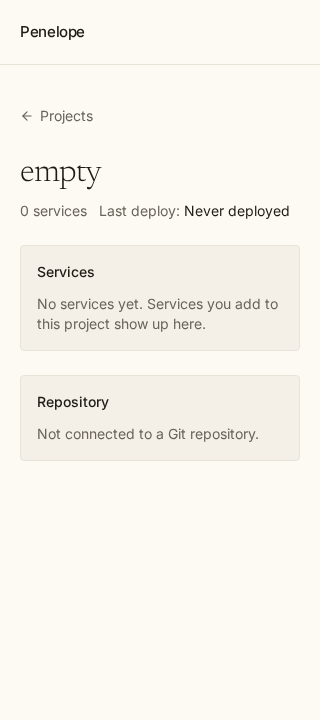 Penelope
← Projects
empty
0 services Last deploy: Never deployed
Services
No services yet. Services you add to
this project show up here.
Repository
Not connected to a Git repository.